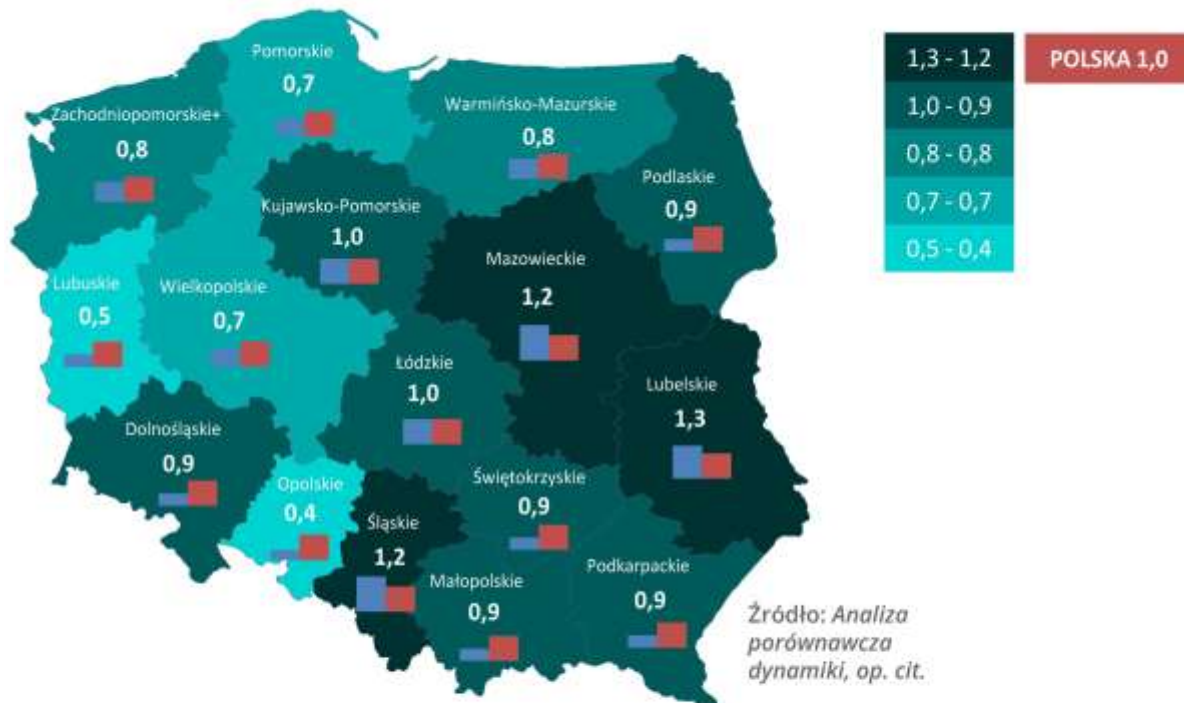 Pomorskie
0,7
Zachodniopomorskie+
0,8
Warmińsko-Mazurskie
0,8
Podlaskie
0,9
Kujawsko-Pomorskie
1,0
Mazowieckie
1,2
Lubuskie
0,5
Wielkopolskie
0,7
Łódzkie
1,0
Lubelskie
1,3
Dolnośląskie
0,9
Opolskie
0,4
Śląskie
1,2
Świętokrzyskie
0,9
Małopolskie
0,9
Podkarpackie
0,9
1,3 - 1,2
1,0 - 0,9
0,8 - 0,8
0,7 - 0,7
0,5 - 0,4
POLSKA 1,0
Źródło: Analiza
porównawcza
dynamiki, op. cit.